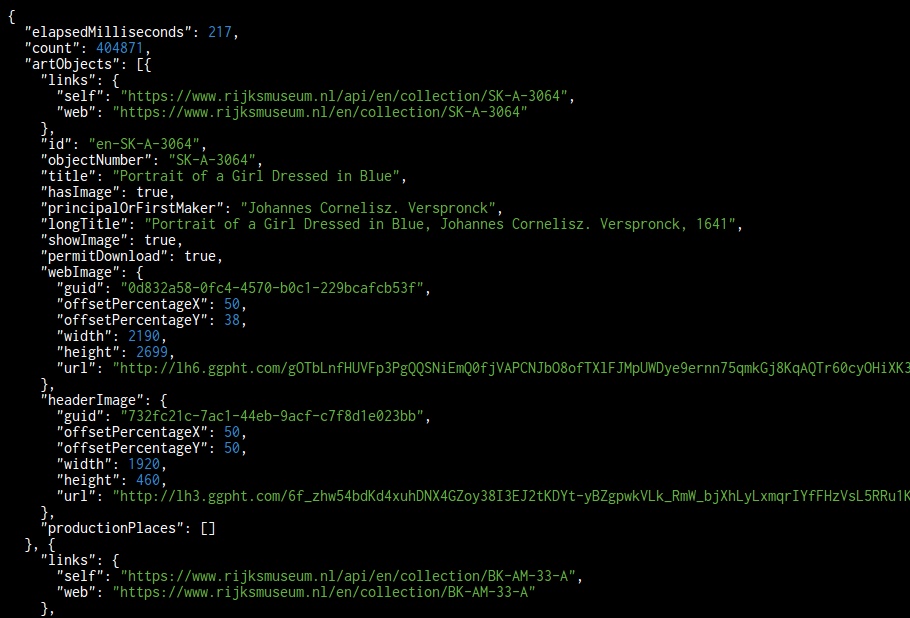 {
  "elapsedMilliseconds": 217,
  "count": 404871,
  "artObjects": [{
    "links": {
      "self": "https://www.rijksmuseum.nl/api/en/collection/SK-A-3064",
      "web": "https://www.rijksmuseum.nl/en/collection/SK-A-3064"
    },
    "id": "en-SK-A-3064",
    "objectNumber": "SK-A-3064",
    "title": "Portrait of a Girl Dressed in Blue",
    "hasImage": true,
    "principalOrFirstMaker": "Johannes Cornelisz. Verspronck",
    "longTitle": "Portrait of a Girl Dressed in Blue, Johannes Cornelisz. Verspronck, 1641",
    "showImage": true,
    "permitDownload": true,
    "webImage": {
      "guid": "0d832a58-0fc4-4570-b0c1-229bcafcb53f",
      "offsetPercentageX": 50,
      "offsetPercentageY": 38,
      "width": 2190,
      "height": 2699,
      "url": "http://lh6.ggpht.com/gOTbLnfHUVFp3PgQQSNiEmQ0fjVAPCNJbO8ofTXlFJMpUWDye9ernn75qmkGj8KqAQTr60cyOHiXK3
    },
    "headerImage": {
      "guid": "732fc21c-7ac1-44eb-9acf-c7f8d1e023bb",
      "offsetPercentageX": 50,
      "offsetPercentageY": 50,
      "width": 1920,
      "height": 460,
      "url": "http://lh3.ggpht.com/6f_zhw54bdKd4xuhDNX4GZoy38I3EJ2tKDYt-yBZgpwkVLk_RmW_bjXhLyLxmqrIYfFHzVsL5RRu1K
    },
    "productionPlaces": []
  }, {
    "links": {
      "self": "https://www.rijksmuseum.nl/api/en/collection/BK-AM-33-A",
      "web": "https://www.rijksmuseum.nl/en/collection/BK-AM-33-A"
    },